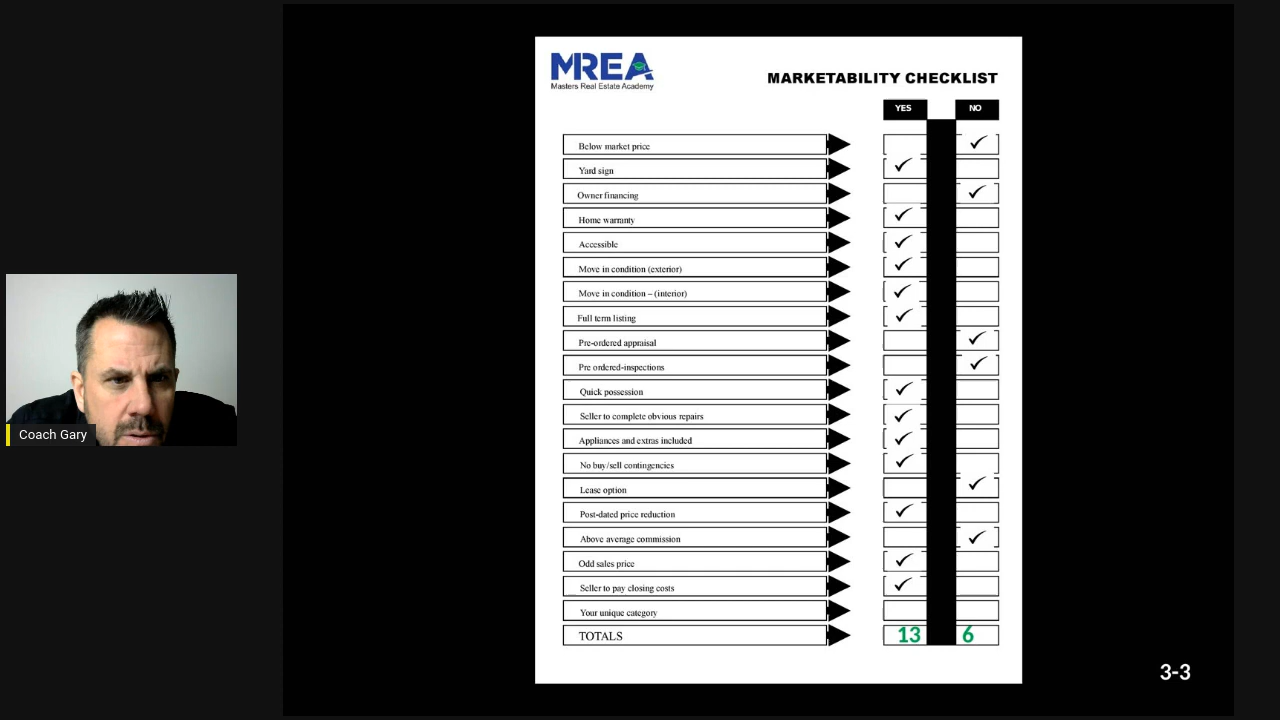 MREA
Masters Real Estate Academy
MARKETABILITY CHECKLIST
YES NO
Below market price
Yard sign
Owner financing
Home warranty
Accessible
Move in condition (exterior)
Move in condition – (interior)
Full term listing
Pre-ordered appraisal
Pre ordered-inspections
Quick possession
Seller to complete obvious repairs
Appliances and extras included
No buy/sell contingencies
Lease option
Post-dated price reduction
Above average commission
Odd sales price
Seller to pay closing costs
Your unique category
TOTALS 13 6
Coach Gary
3-3